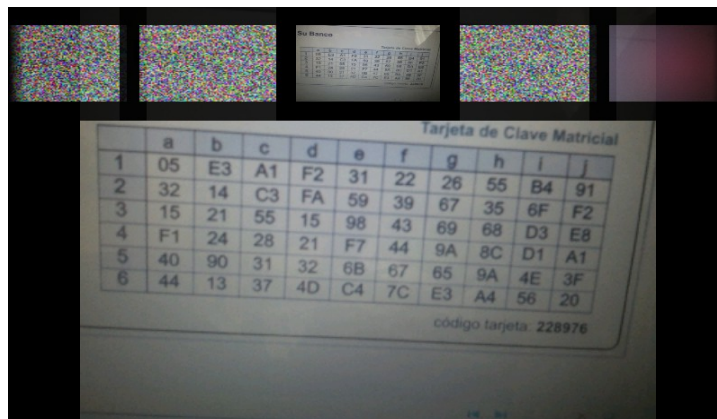 Su Banca
Tarjeta de Clave Matricial
a b c d e f g h i j
1 05 E3 A1 F2 31 22 26 55 B4 91
2 32 14 C3 FA 59 39 67 35 6F F2
3 15 21 55 15 98 43 69 68 D3 E8
4 F1 24 28 21 F7 44 9A 8C D1 A1
5 40 90 31 32 6B 67 65 9A 4E 3F
6 44 13 37 4D C4 7C E3 A4 56 20
código tarjeta: 228976